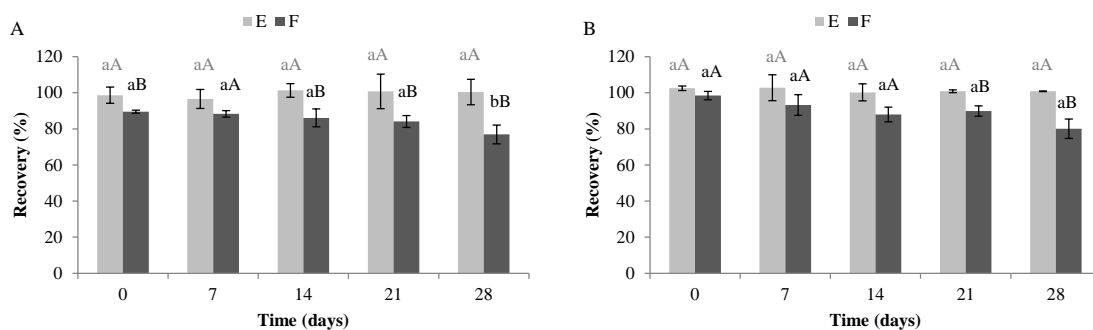 A
E F
Recovery (%)
120
100
80
60
40
20
0
aA aB aA aA aA aB aA aB aA bB
0 7 14 21 28
Time (days)
B
E F
Recovery (%)
120
100
80
60
40
20
0
aA aA aA aA aA aA aA aB aA aB
0 7 14 21 28
Time (days)